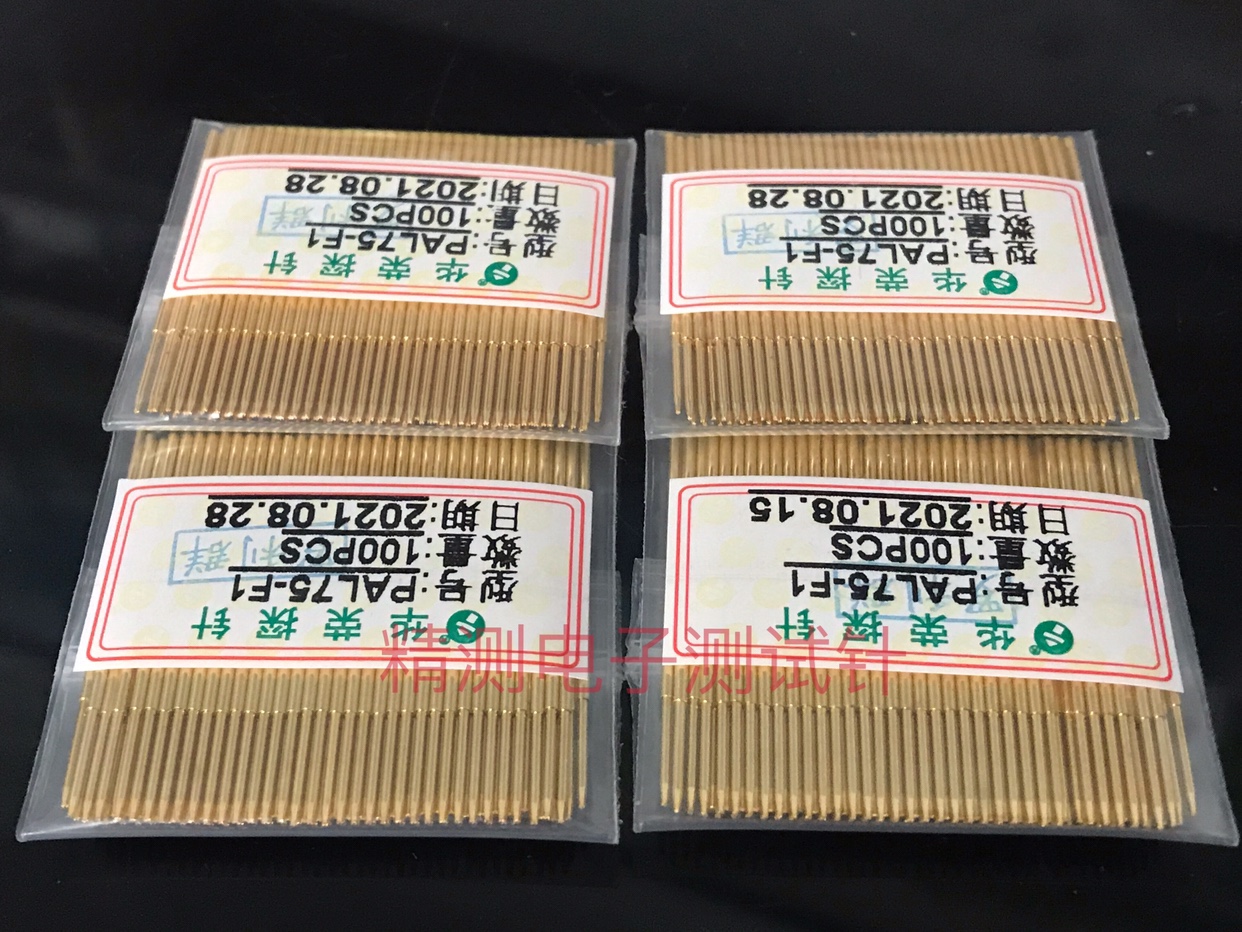 华荣探针
型号:PAL75-F1
数量:100PCS
日期:2021.08.28
华荣探针
型号:PAL75-F1
数量:100PCS
日期:2021.08.28
华荣探针
型号:PAL75-F1
数量:100PCS
日期:2021.08.28
华荣探针
型号:PAL75-F1
数量:100PCS
日期:2021.08.15
精测电子测试针